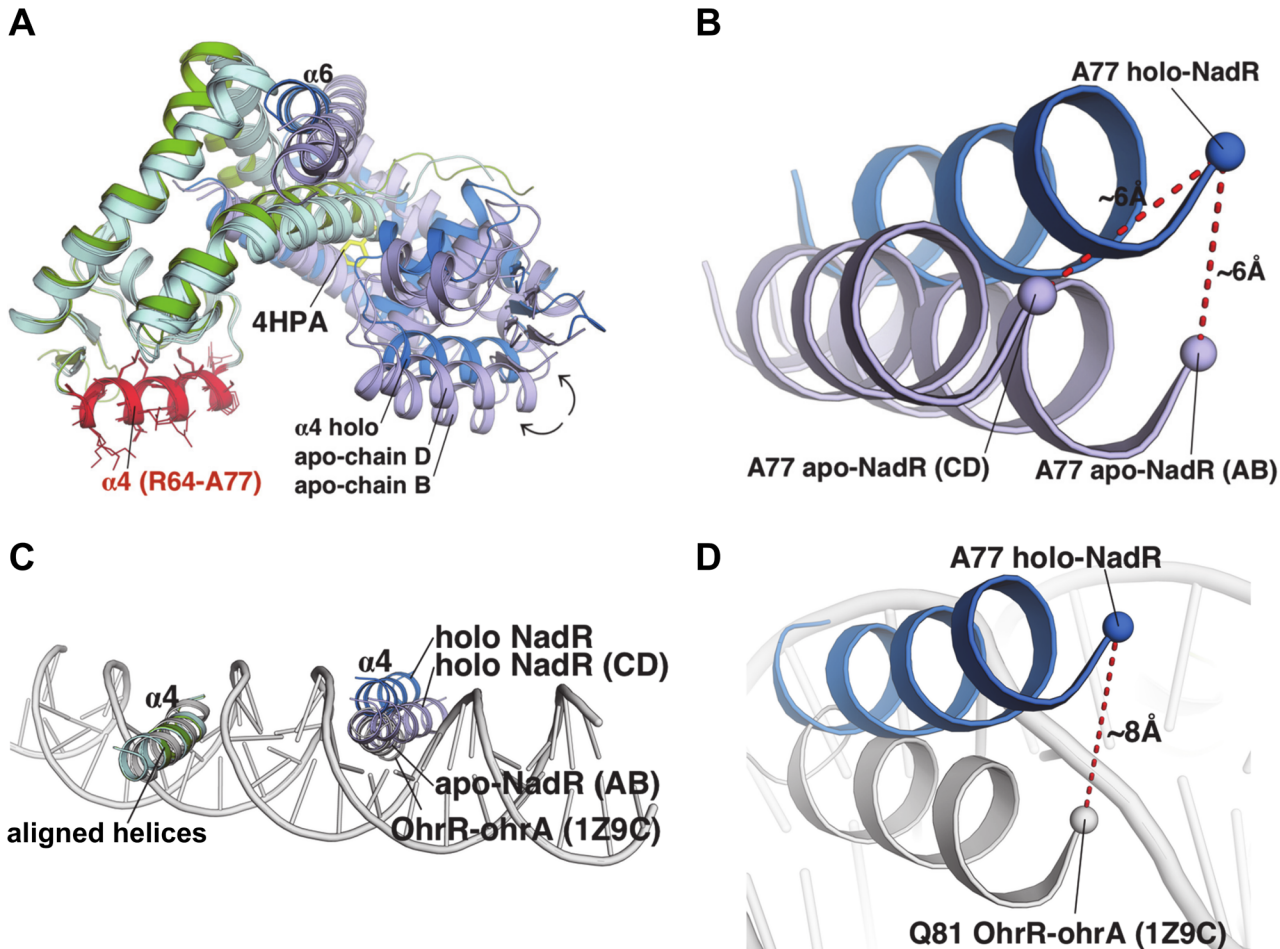 A
α6
4HPA
α4 holo
apo-chain D
apo-chain B
α4 (R64-A77)
B
A77 holo-NadR
~6Å
~6Å
A77 apo-NadR (CD)
A77 apo-NadR (AB)
C
holo NadR
α4
holo NadR (CD)
α4
apo-NadR (AB)
OhrR-ohrA (1Z9C)
aligned helices
D
A77 holo-NadR
~8Å
Q81 OhrR-ohrA (1Z9C)